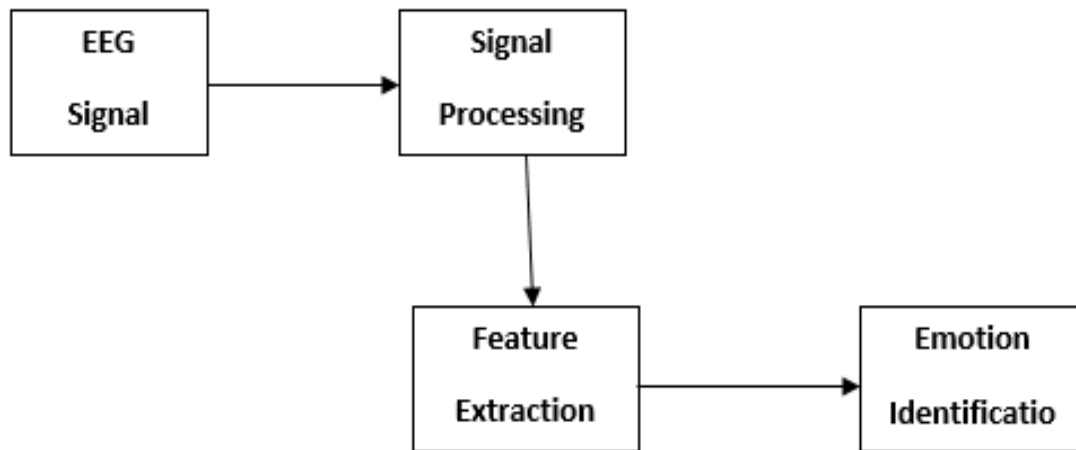 EEG
Signal
Signal
Processing
Feature
Extraction
Emotion
Identificatio